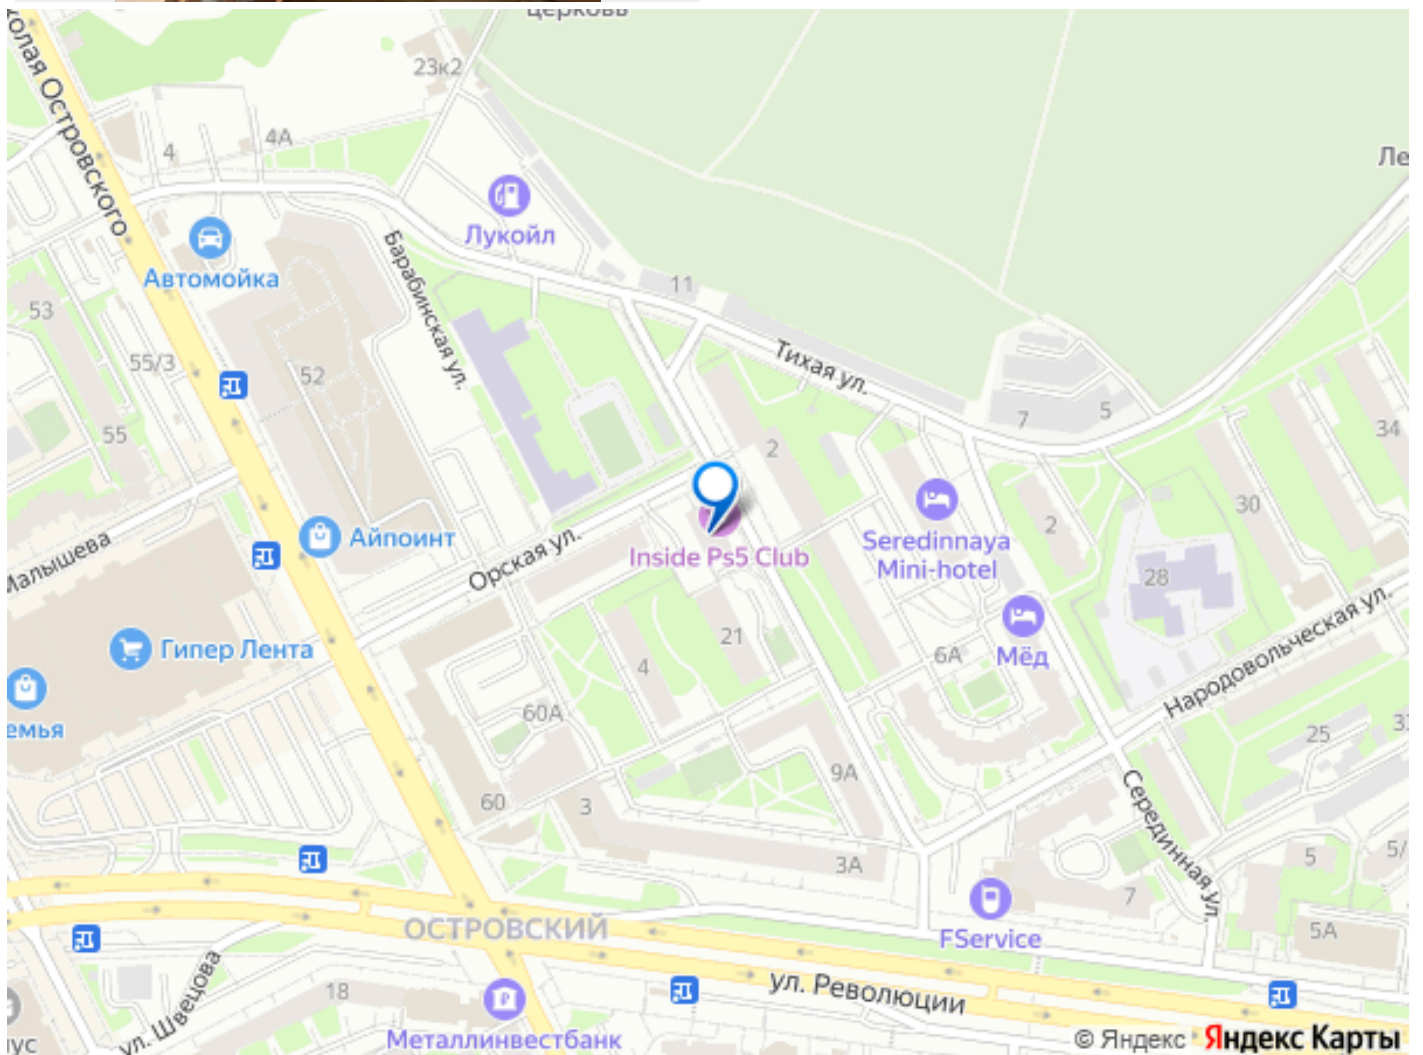 церковь
23к2
4А
4
Ле
Лукойл
Автомойка
Барабинская ул.
11
53
55/3
52
Тихая ул.
7
5
34
55
2
30
Айпоинт
Орская ул.
Inside Ps5 Club
Seredinnaya
Mini-hotel
2
28
Малышева
Гипер Лента
21
6А
Мёд
Народовольческая ул.
4
60А
емья
25
9А
60
3
Серединная ул.
3А
7
5
5/
ОСТРОВСКИЙ
FService
5А
ул. Революции
ул. Швецова
18
Металлинвестбанк
© Яндекс Яндекс Карты